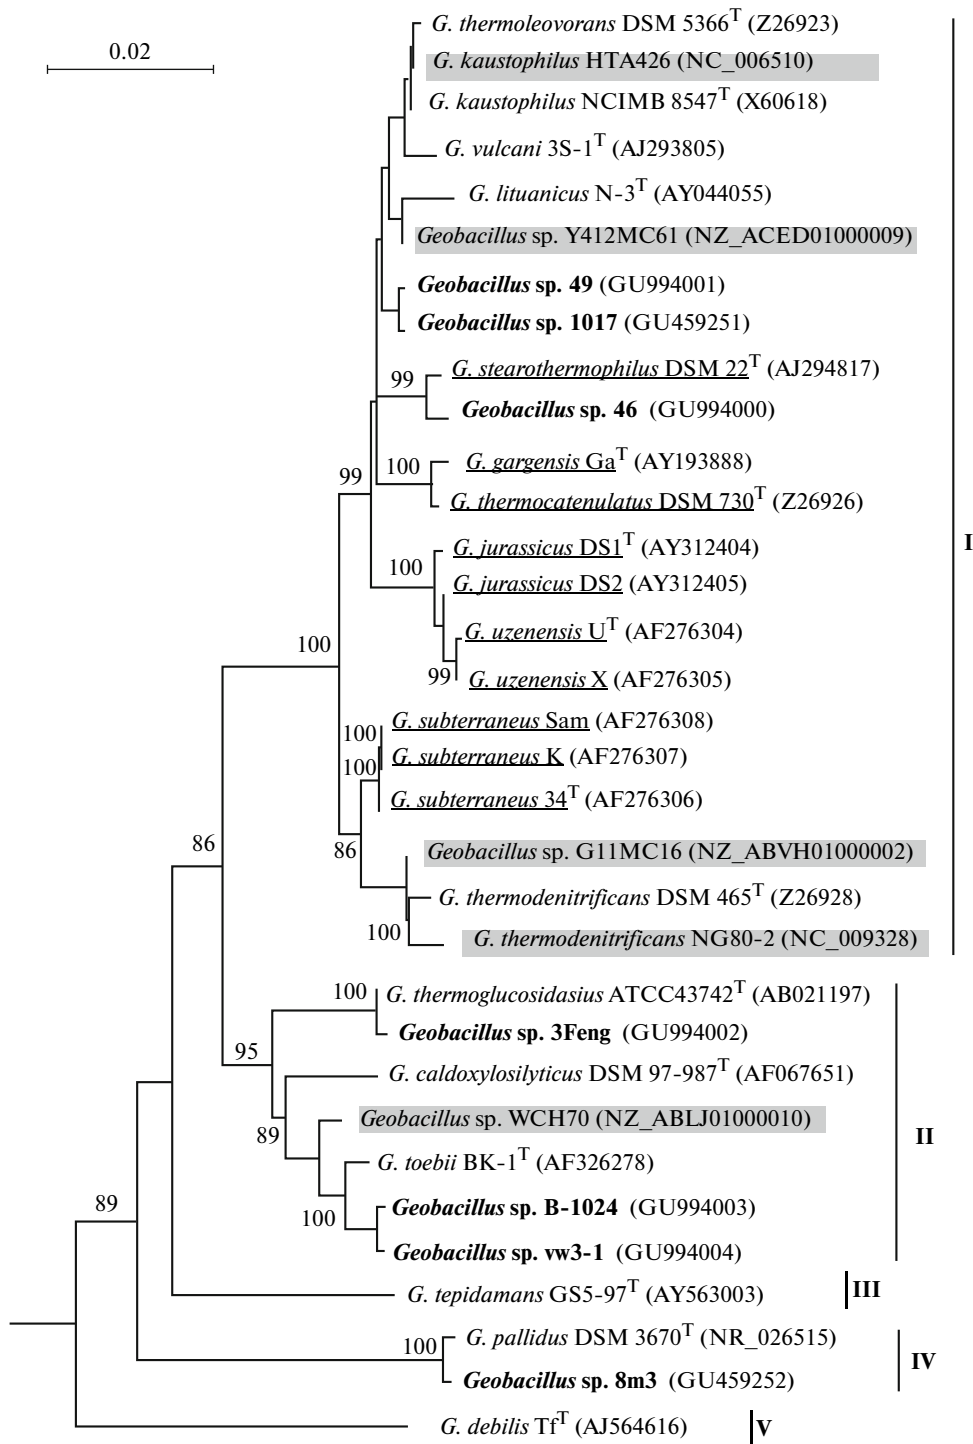 G. thermoleovorans DSM 5366T (Z26923)
0.02
G. kaustophilus HTA426 (NC_006510)
G. kaustophilus NCIMB 8547T (X60618)
G. vulcani 3S-1T (AJ293805)
G. lituanicus N-3T (AY044055)
Geobacillus sp. Y412MC61 (NZ_ACED01000009)
Geobacillus sp. 49 (GU994001)
Geobacillus sp. 1017 (GU459251)
G. stearothermophilus DSM 22T (AJ294817)
99
Geobacillus sp. 46 (GU994000)
G. gargensis Ga T (AY193888)
100
99
G. thermocatenulatus DSM 730T (Z26926)
I
G. jurassicus DS1T (AY312404)
100
G. jurassicus DS2 (AY312405)
G. uzenensis UT (AF276304)
100
99
G. uzenensis X (AF276305)
G. subterraneus Sam (AF276308)
100
G. subterraneus K (AF276307)
100
G. subterraneus 34T (AF276306)
86
86
Geobacillus sp. G11MC16 (NZ_ABVH01000002)
G. thermodenitrificans DSM 465T (Z26928)
100
G. thermodenitrificans NG80-2 (NC_009328)
100
G. thermoglucosidasius ATCC43742T (AB021197)
Geobacillus sp. 3Feng (GU994002)
95
G. caldoxylosilyticus DSM 97-987T (AF067651)
Geobacillus sp. WCH70 (NZ_ABLJ01000010)
89
II
G. toebii BK-1T (AF326278)
89
Geobacillus sp. B-1024 (GU994003)
100
Geobacillus sp. vw3-1 (GU994004)
G. tepidamans GS5-97T (AY563003)
III
G. pallidus DSM 3670T (NR_026515)
100
IV
Geobacillus sp. 8m3 (GU459252)
G. debilis TfT (AJ564616)
V